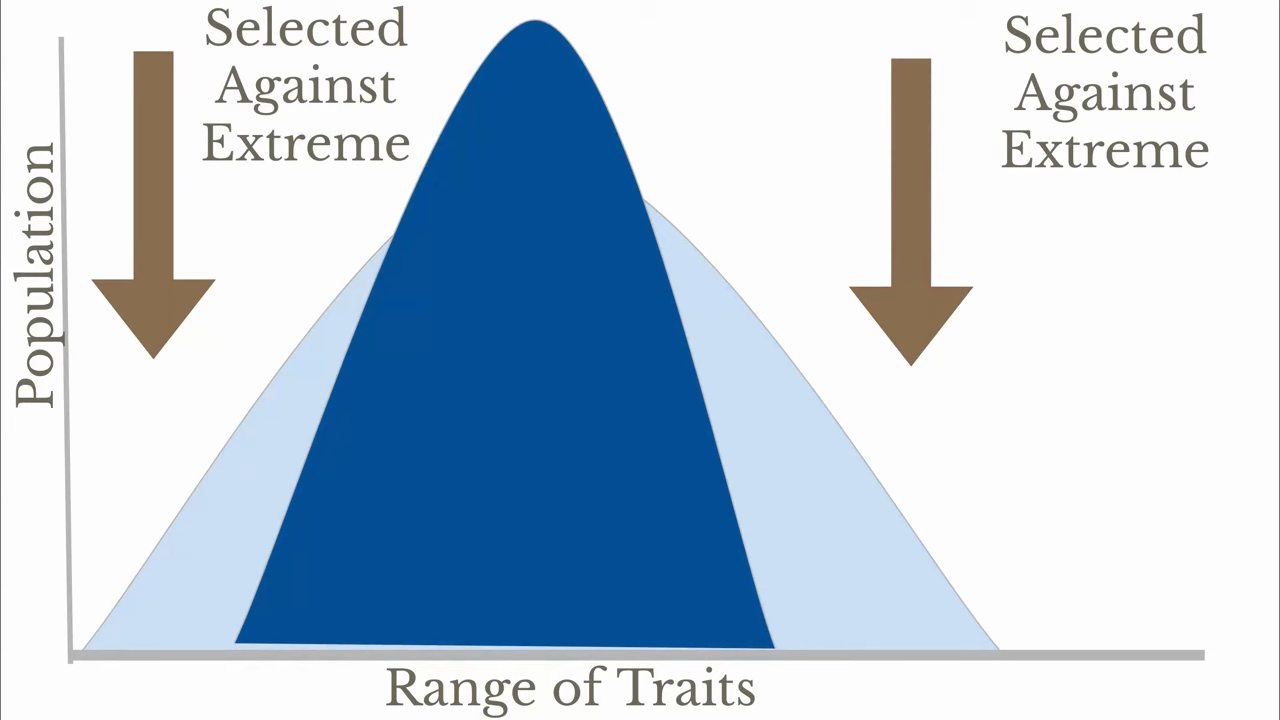 Selected
Against
Extreme
Selected
Against
Extreme
Population
Range of Traits